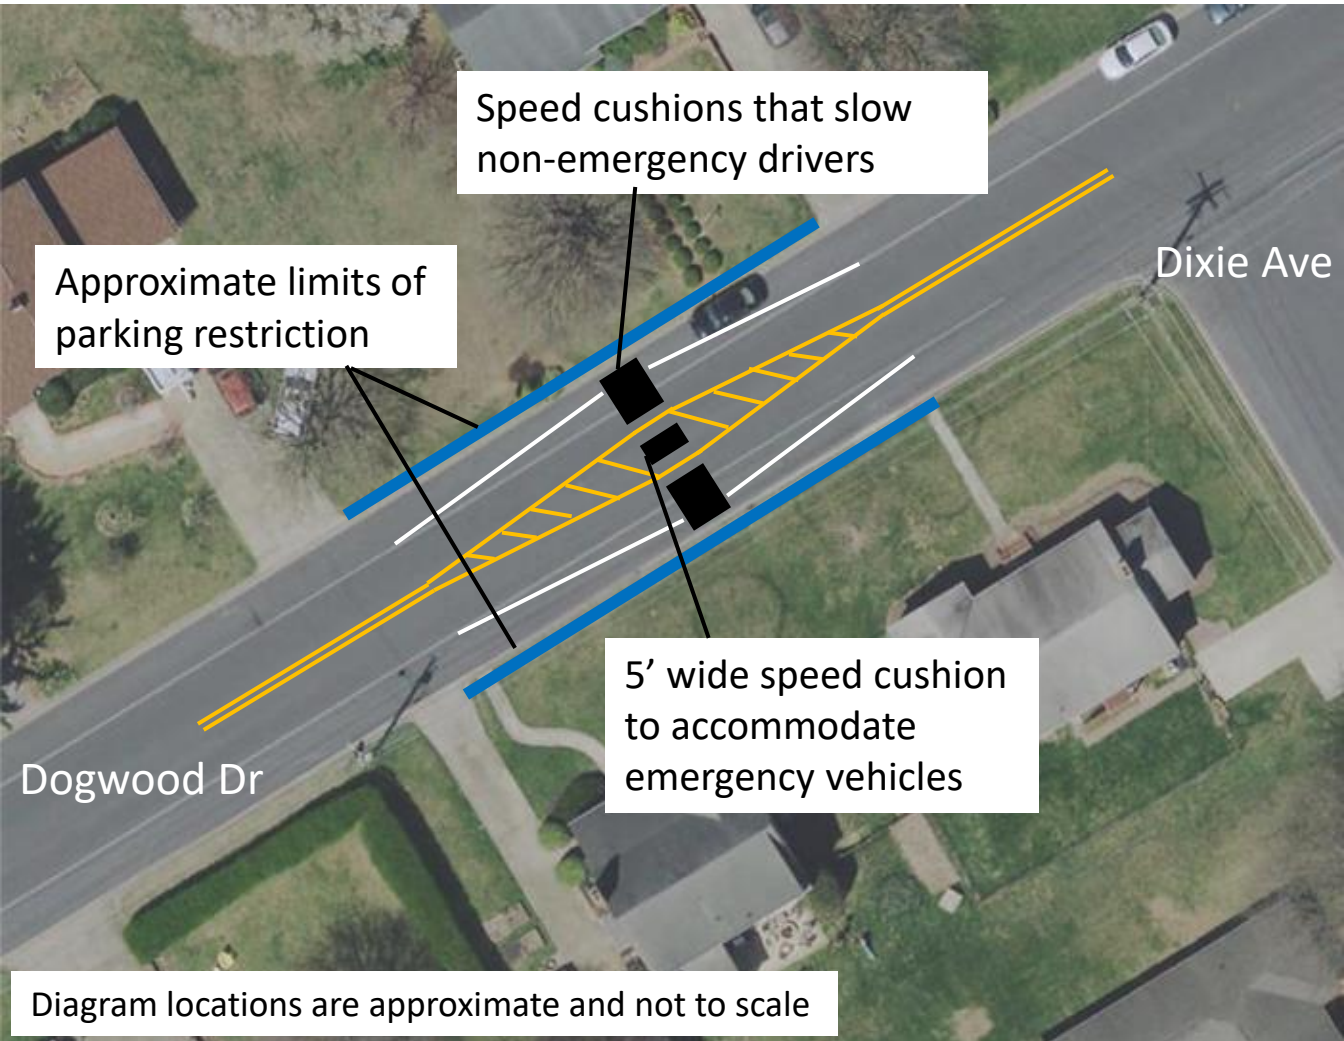 Speed cushions that slow
non-emergency drivers
Approximate limits of
parking restriction
Dixie Ave
5’ wide speed cushion
to accommodate
emergency vehicles
Dogwood Dr
Diagram locations are approximate and not to scale